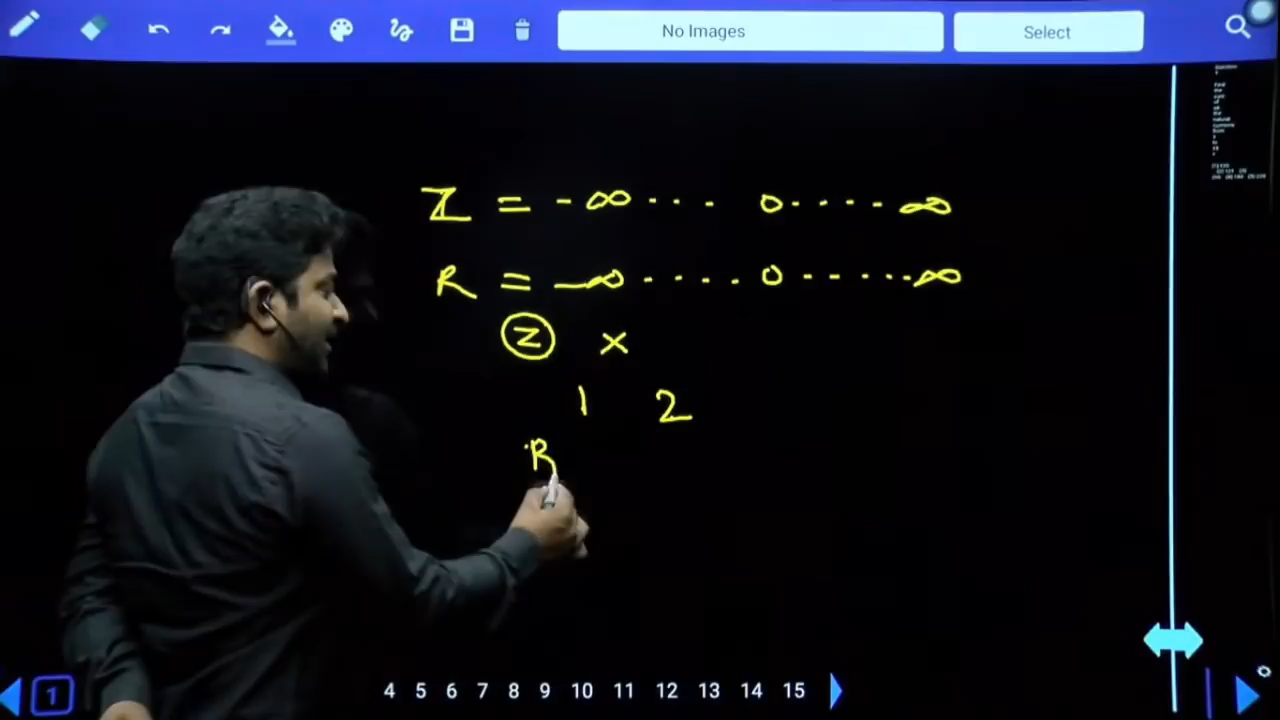 No Images Select
Z = -∞ ... 0 .... ∞
R = -∞ .... 0 ..... ∞
Z ×
1 2
R
1 4 5 6 7 8 9 10 11 12 13 14 15